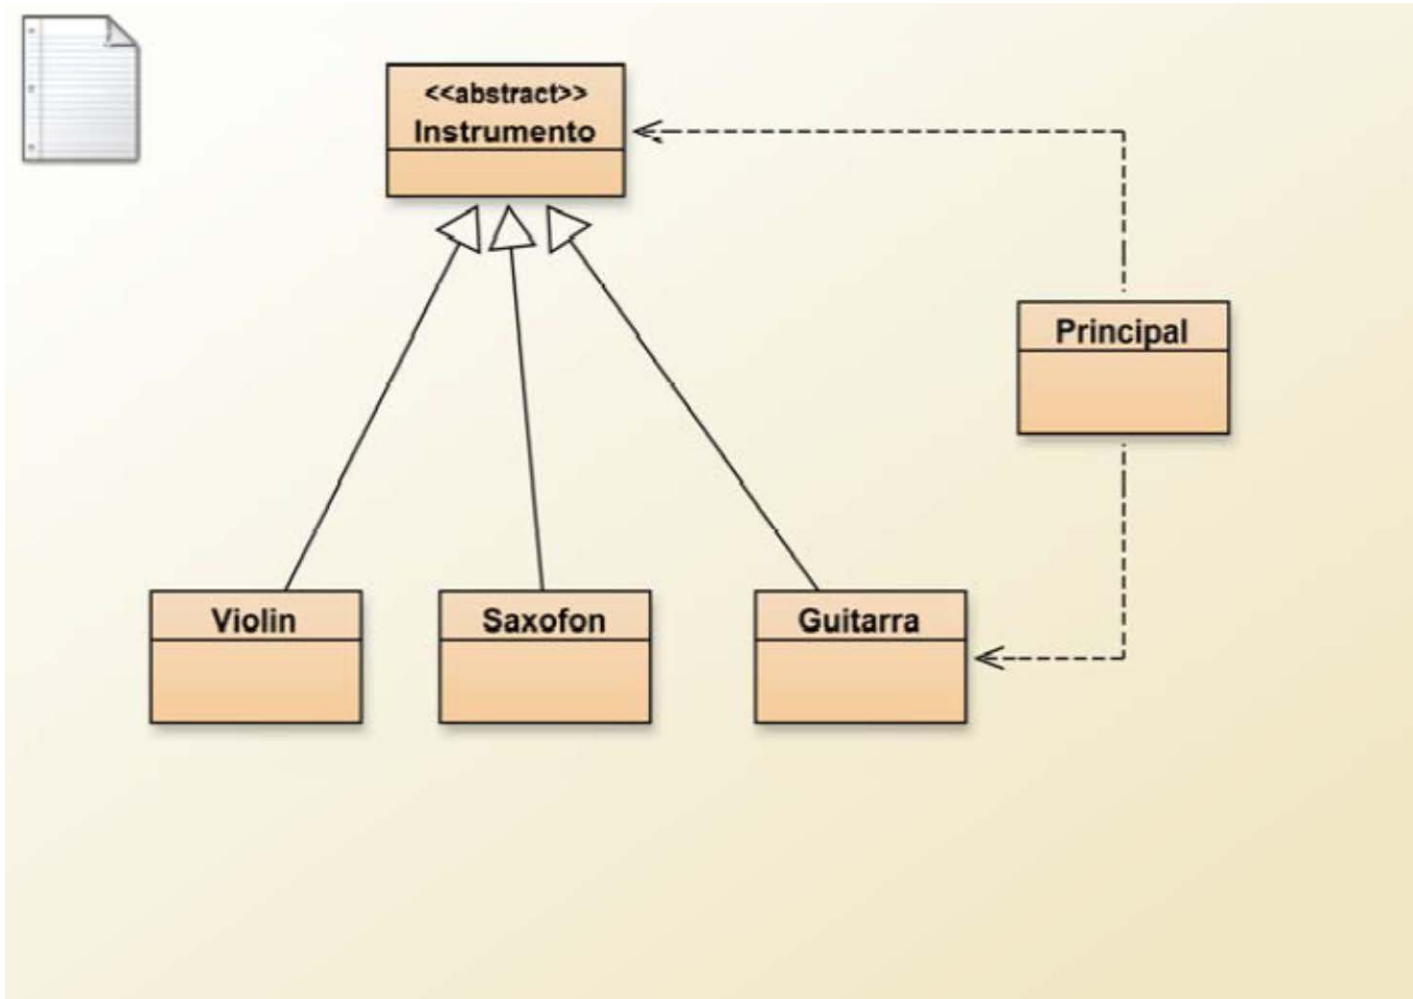 <<abstract>>
Instrumento
Principal
Violin
Saxofon
Guitarra